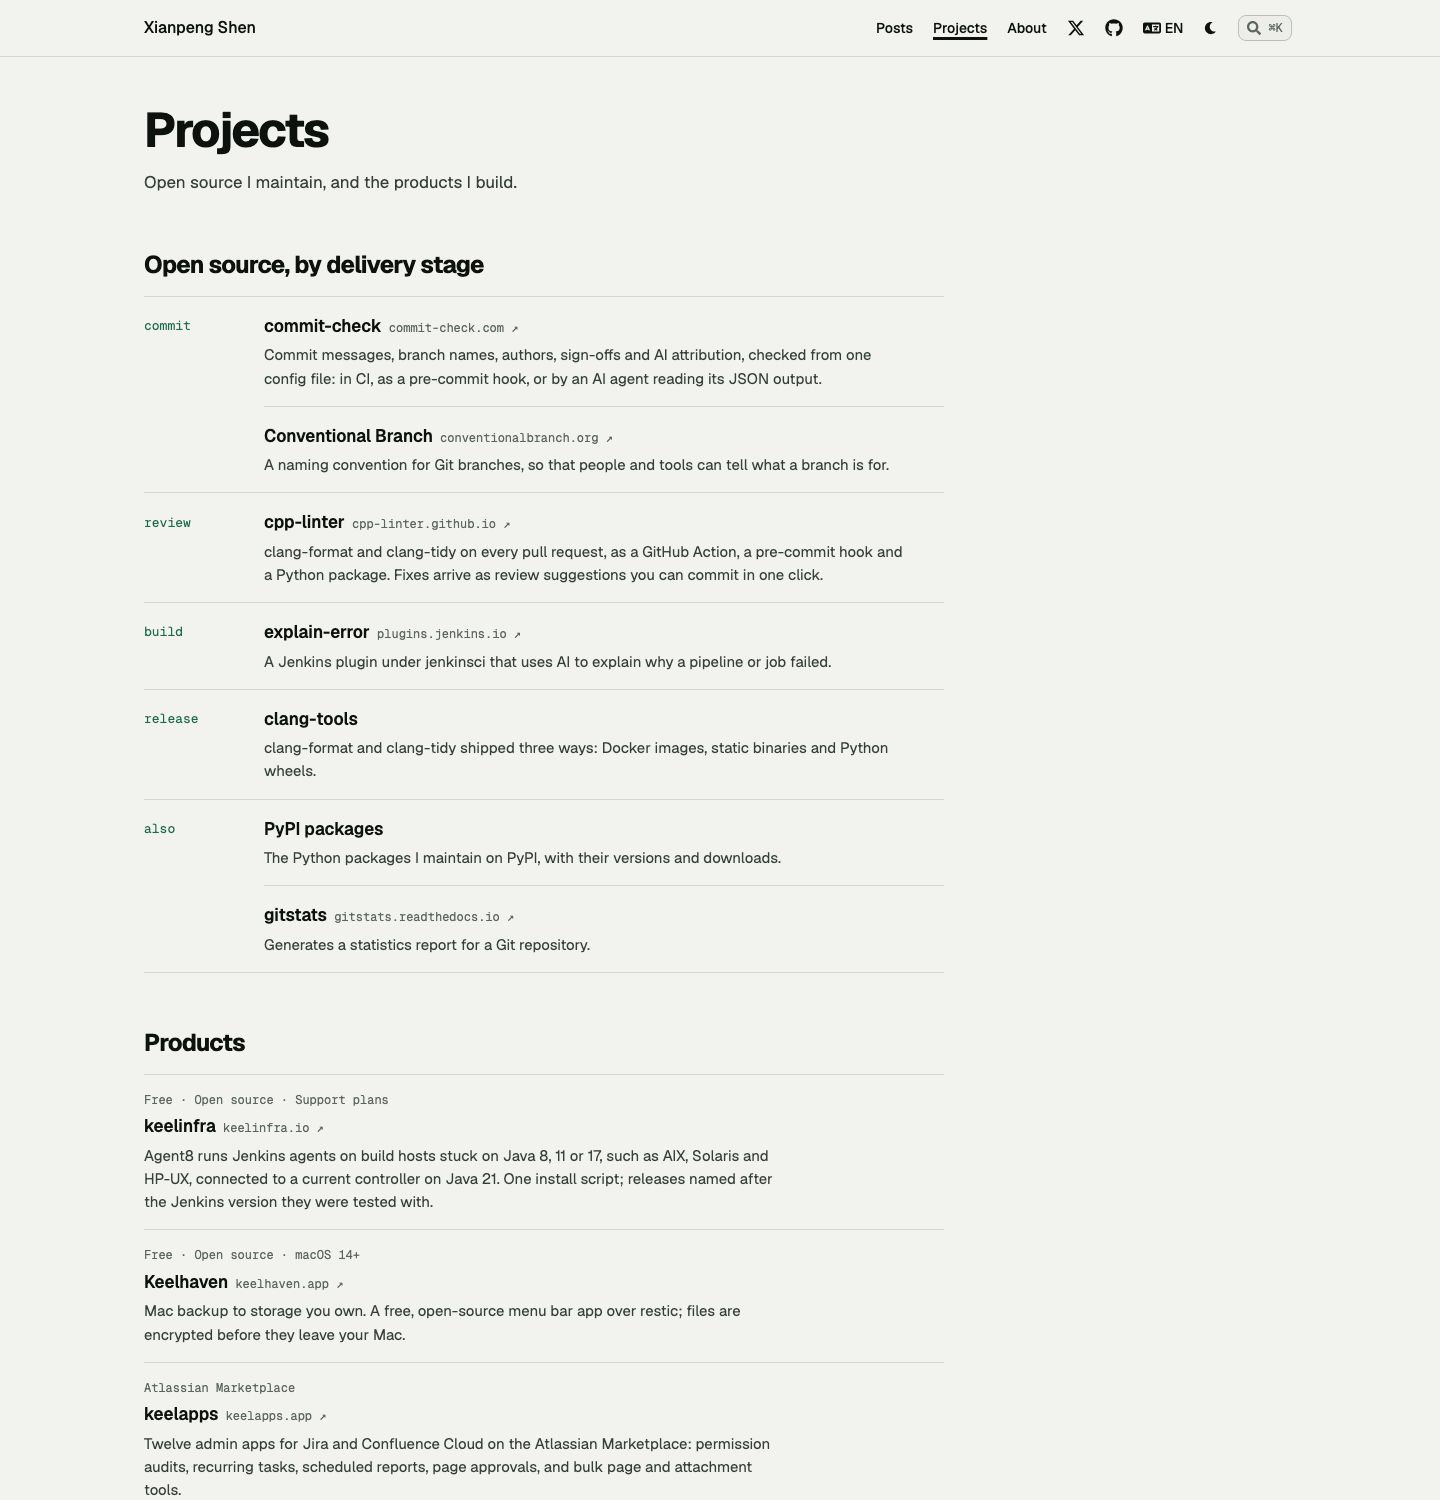 Xianpeng Shen
Posts Projects About EN ⌘K
Projects
Open source I maintain, and the products I build.
Open source, by delivery stage
commit
commit-check commit-check.com ↗
Commit messages, branch names, authors, sign-offs and AI attribution, checked from one
config file: in CI, as a pre-commit hook, or by an AI agent reading its JSON output.
Conventional Branch conventionalbranch.org ↗
A naming convention for Git branches, so that people and tools can tell what a branch is for.
review
cpp-linter cpp-linter.github.io ↗
clang-format and clang-tidy on every pull request, as a GitHub Action, a pre-commit hook and
a Python package. Fixes arrive as review suggestions you can commit in one click.
build
explain-error plugins.jenkins.io ↗
A Jenkins plugin under jenkinsci that uses AI to explain why a pipeline or job failed.
release
clang-tools
clang-format and clang-tidy shipped three ways: Docker images, static binaries and Python
wheels.
also
PyPI packages
The Python packages I maintain on PyPI, with their versions and downloads.
gitstats gitstats.readthedocs.io ↗
Generates a statistics report for a Git repository.
Products
Free · Open source · Support plans
keelinfra keelinfra.io ↗
Agent8 runs Jenkins agents on build hosts stuck on Java 8, 11 or 17, such as AIX, Solaris and
HP-UX, connected to a current controller on Java 21. One install script; releases named after
the Jenkins version they were tested with.
Free · Open source · macOS 14+
Keelhaven keelhaven.app ↗
Mac backup to storage you own. A free, open-source menu bar app over restic; files are
encrypted before they leave your Mac.
Atlassian Marketplace
keelapps keelapps.app ↗
Twelve admin apps for Jira and Confluence Cloud on the Atlassian Marketplace: permission
audits, recurring tasks, scheduled reports, page approvals, and bulk page and attachment
tools.